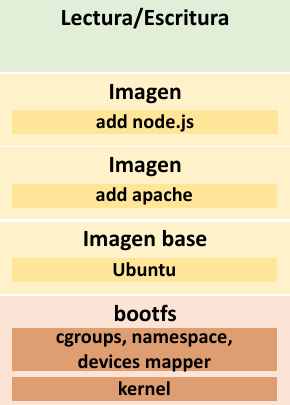 Lectura/Escritura
Imagen
add node.js
Imagen
add apache
Imagen base
Ubuntu
bootfs
cgroups, namespace,
devices mapper
kernel